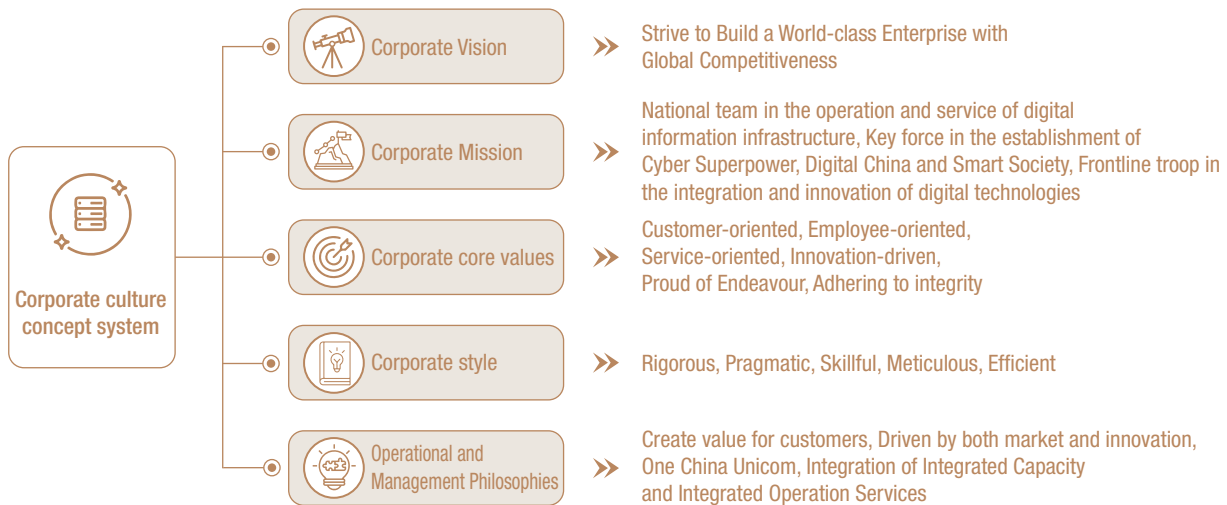 Corporate culture
concept system
Corporate Vision
Strive to Build a World-class Enterprise with
Global Competitiveness
Corporate Mission
National team in the operation and service of digital
information infrastructure, Key force in the establishment of
Cyber Superpower, Digital China and Smart Society, Frontline troop in
the integration and innovation of digital technologies
Corporate core values
Customer-oriented, Employee-oriented,
Service-oriented, Innovation-driven,
Proud of Endeavour, Adhering to integrity
Corporate style
Rigorous, Pragmatic, Skillful, Meticulous, Efficient
Operational and
Management Philosophies
Create value for customers, Driven by both market and innovation,
One China Unicom, Integration of Integrated Capacity
and Integrated Operation Services